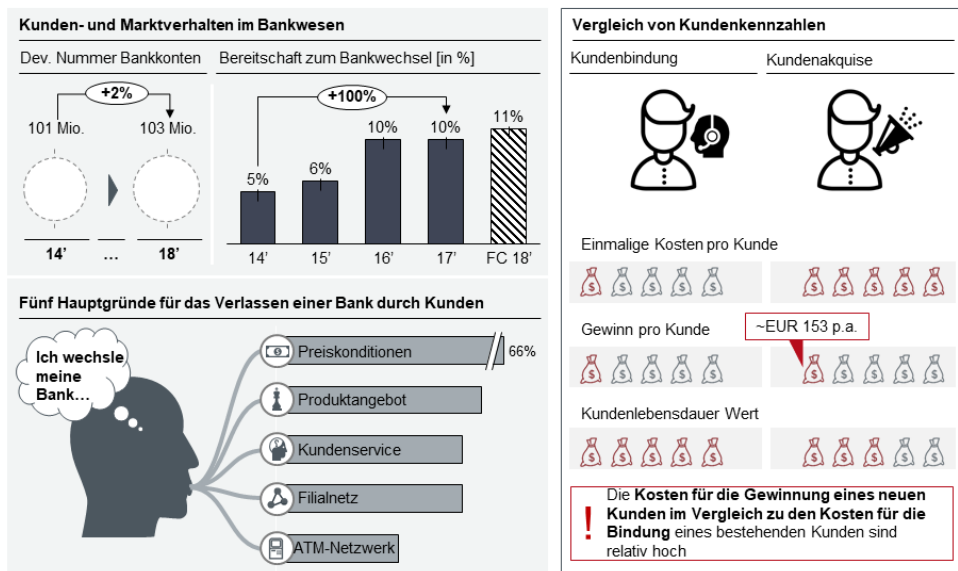 Kunden- und Marktverhalten im Bankwesen
Dev. Nummer Bankkonten
+2%
101 Mio.
103 Mio.
14’
...
18’
Bereitschaft zum Bankwechsel [in %]
+100%
5%
6%
10%
10%
11%
14’
15’
16’
17’
FC 18’
Fünf Hauptgründe für das Verlassen einer Bank durch Kunden
Ich wechsle
meine
Bank…
Preiskonditionen
66%
Produktangebot
Kundenservice
Filialnetz
ATM-Netzwerk
Vergleich von Kundenkennzahlen
Kundenbindung
Kundenakquise
Einmalige Kosten pro Kunde
$ $ $ $ $
$ $ $ $ $
Gewinn pro Kunde
~EUR 153 p.a.
$ $ $ $ $
$ $ $ $ $
Kundenlebensdauer Wert
$ $ $ $ $
$ $ $ $ $
!
Die Kosten für die Gewinnung eines neuen
Kunden im Vergleich zu den Kosten für die
Bindung eines bestehenden Kunden sind
relativ hoch